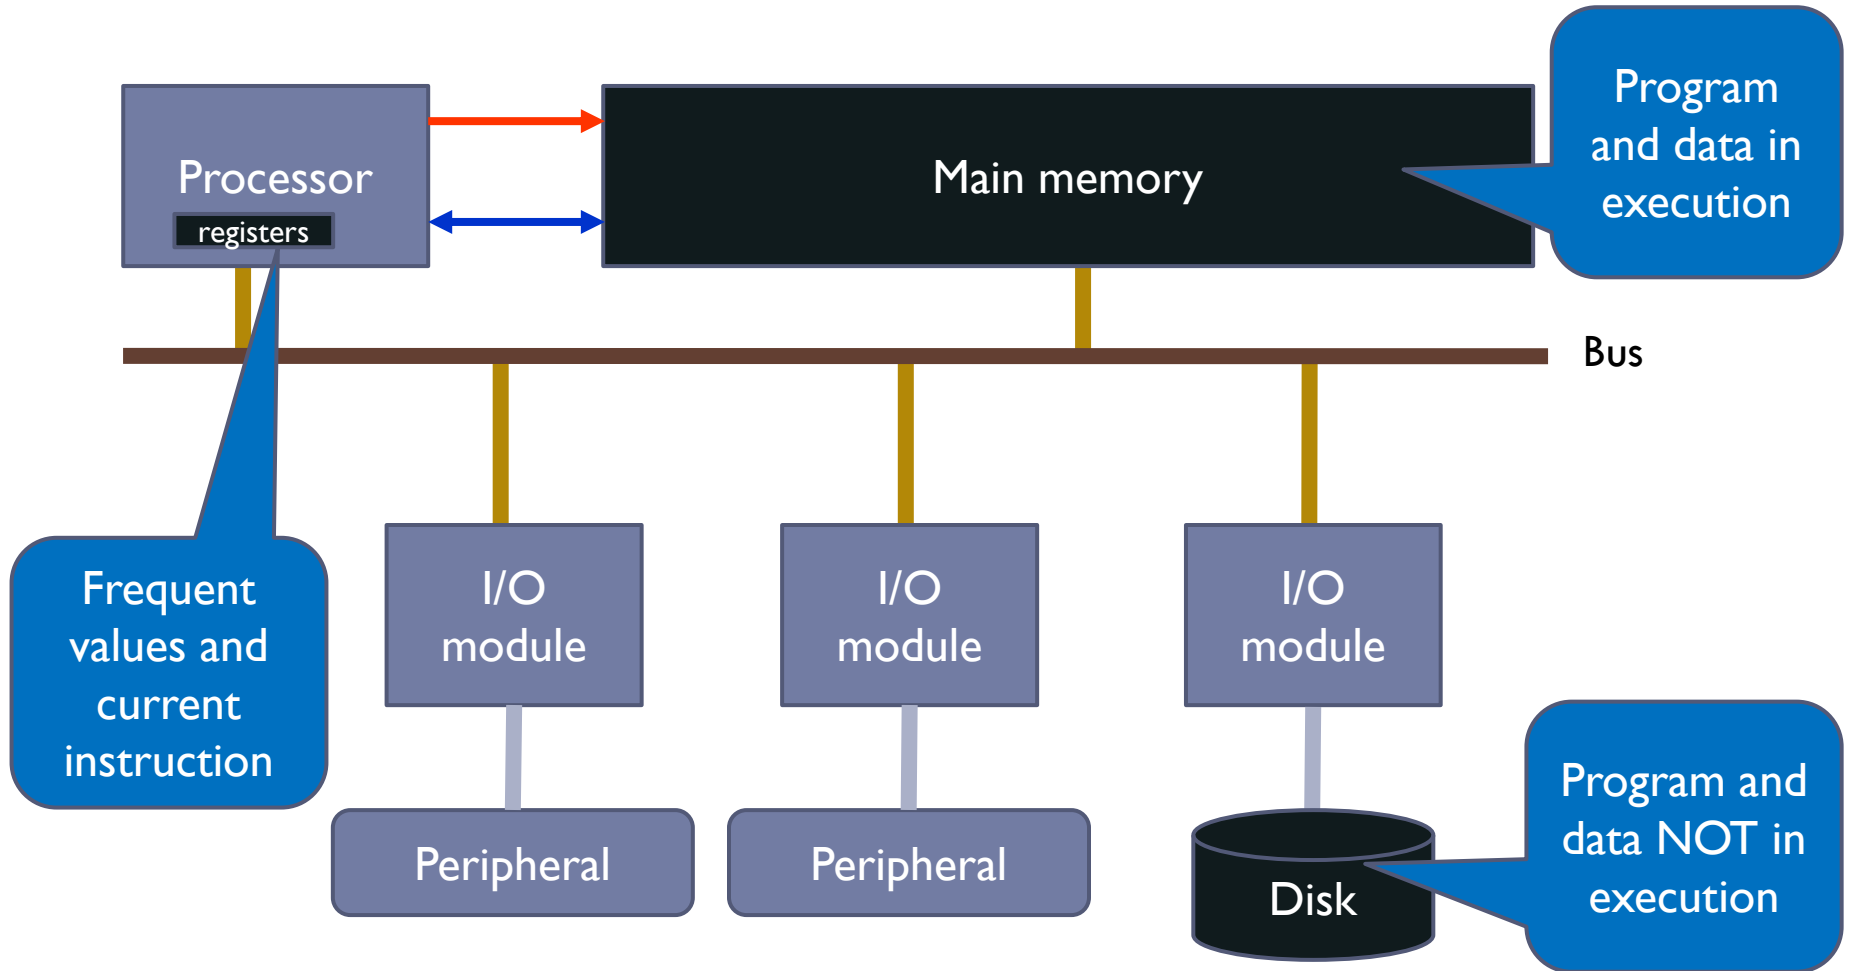 Program
and data in
execution
Processor
registers
Main memory
Bus
Frequent
values and
current
instruction
I/O
module
I/O
module
I/O
module
Peripheral
Peripheral
Disk
Program and
data NOT in
execution